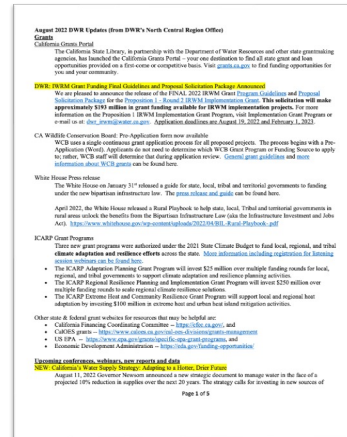 August 2022 DWR Updates (from DWR's North Central Region Office)
Grants
California Grants Portal
The California State Library, in partnership with the Department of Water Resources and other state grantmaking
agencies, has launched the California Grants Portal – your one destination to find all state grant and loan
opportunities provided on a first-come or competitive basis. Visit grants.ca.gov to find funding opportunities for
you and your community.
DWR: IRWM Grant Funding Final Guidelines and Proposal Solicitation Package Announced
We are pleased to announce the release of the FINAL 2022 IRWM Grant Program Guidelines and Proposal
Solicitation Package for the Proposition 1 - Round 2 IRWM Implementation Grant. This solicitation will make
approximately $193 million in grant funding available for IRWM implementation projects. For more
information on the Proposition 1 IRWM Implementation Grant Program, visit Implementation Grant Program or
e-mail us at: dwr_irwm@water.ca.gov. Application deadlines are August 19, 2022 and February 1, 2023.
CA Wildlife Conservation Board: Pre-Application form now available
WCB uses a single continuous grant application process for all proposed projects. The process begins with a Pre-
Application (Word). Applicants do not need to determine which WCB Grant Program or Funding Source to apply
to; rather, WCB staff will determine that during application review. General grant guidelines and more
information about WCB grants can be found here.
White House Press release
The White House on January 31st released a guide for state, local, tribal and territorial governments to funding
under the new bipartisan infrastructure law. The press release and guide can be found here.
April 2022, the White House released a Rural Playbook to help state, local, Tribal and territorial governments in
rural areas unlock the benefits from the Bipartisan Infrastructure Law (aka the Infrastructure Investment and Jobs
Act). https://www.whitehouse.gov/wp-content/uploads/2022/04/BIL-Rural-Playbook-.pdf
ICARP Grant Programs
Three new grant programs were authorized under the 2021 State Climate Budget to fund local, regional, and tribal
climate adaptation and resilience efforts across the state. More information including registration for listening
session webinars can be found here.
• The ICARP Adaptation Planning Grant Program will invest $25 million over multiple funding rounds for local,
regional, and tribal governments to support climate adaptation and resilience planning activities.
• The ICARP Regional Resilience Planning and Implementation Grant Program will invest $250 million over
multiple funding rounds to scale regional climate resilience solutions.
• The ICARP Extreme Heat and Community Resilience Grant Program will support local and regional heat
adaptation by investing $100 million in extreme heat and urban heat island mitigation activities.
Other state & federal grant websites for resources that may be helpful are:
• California Financing Coordinating Committee – https://cfcc.ca.gov/, and
• CalOES grants –
• US EPA – https://www.epa.gov/grants/specific-epa-grant-programs, and
• Economic Development Administration – https://eda.gov/funding-opportunities/
Upcoming conferences, webinars, new reports and data
NEW: California's Water Supply Strategy: Adapting to a Hotter, Drier Future
August 11, 2022 Governor Newsom announced a new strategic document to manage water in the face of a
projected 10% reduction in supplies over the next 20 years. The strategy calls for investing in new sources of
Page 1 of 5